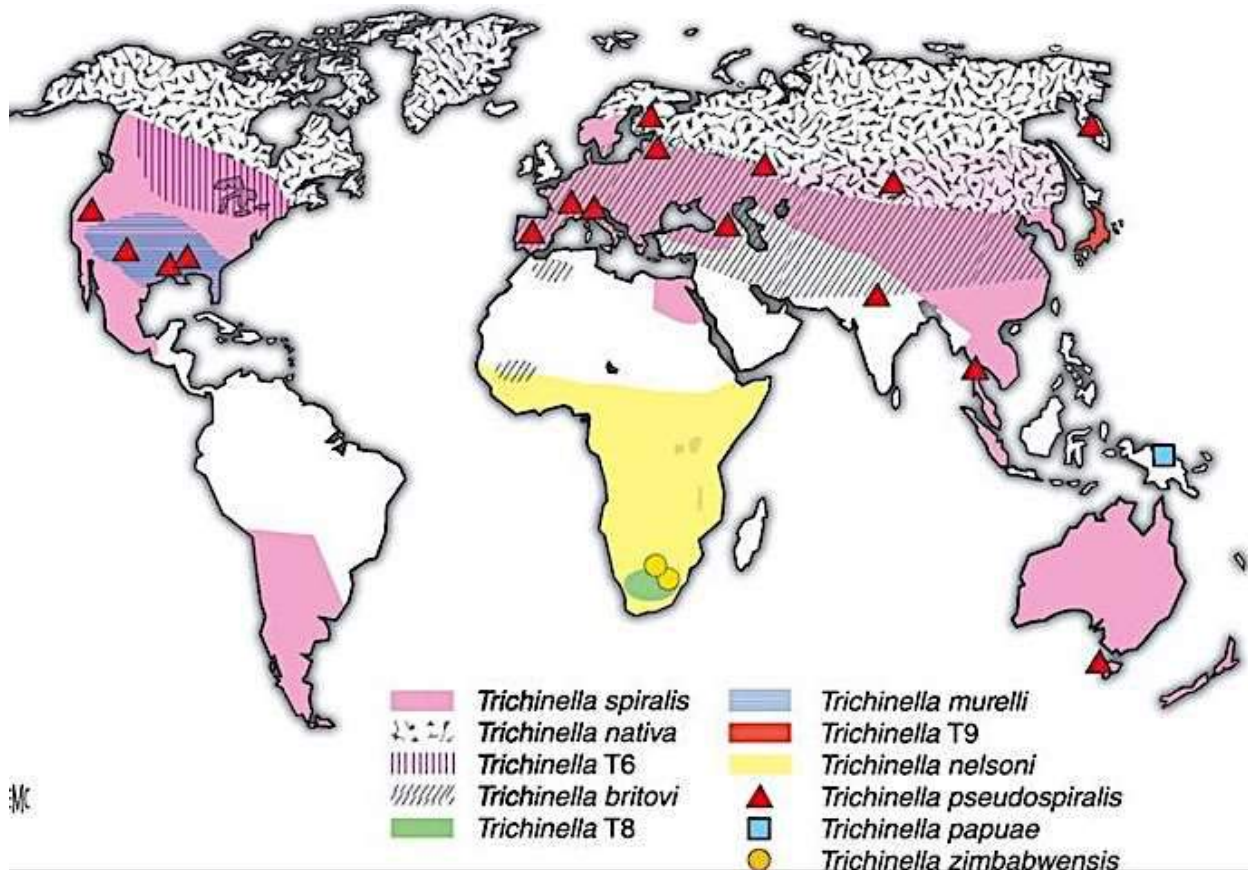 Trichinella spiralis
Trichinella nativa
Trichinella T6
Trichinella britovi
Trichinella T8
Trichinella murelli
Trichinella T9
Trichinella nelsoni
Trichinella pseudospiralis
Trichinella papuae
Trichinella zimbabwensis